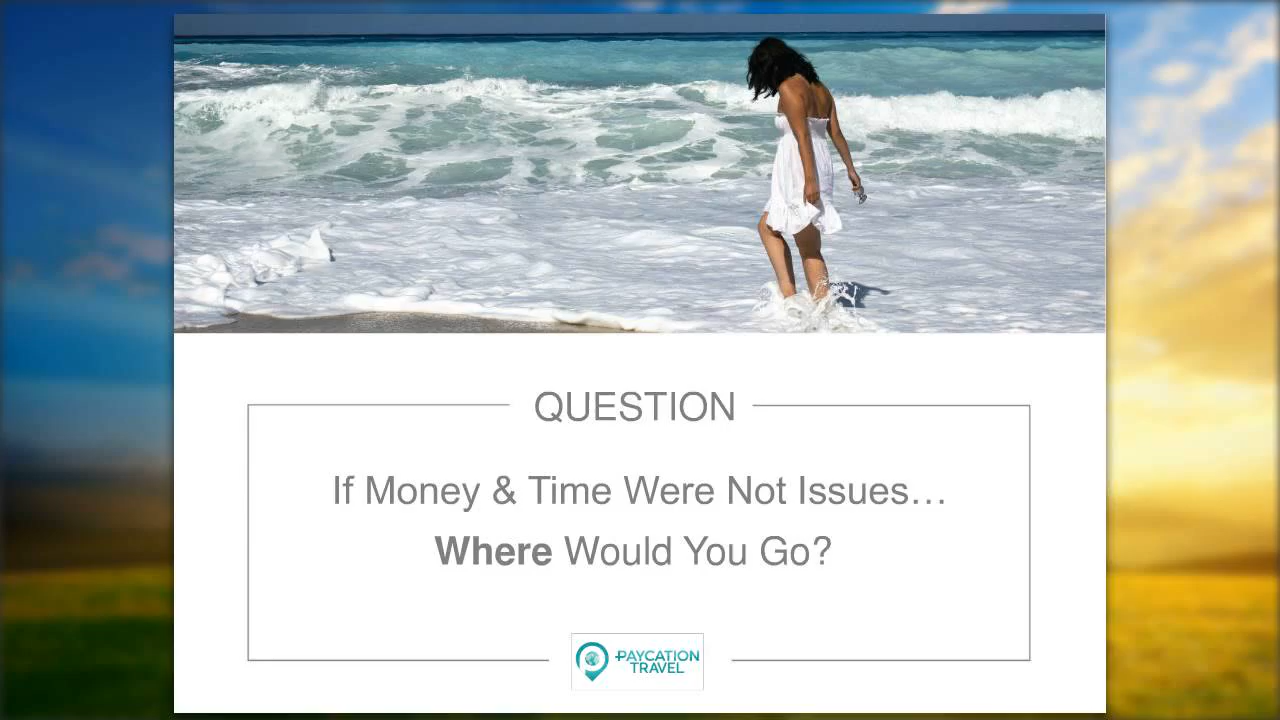 QUESTION
If Money & Time Were Not Issues…
Where Would You Go?
PAYCATION
TRAVEL